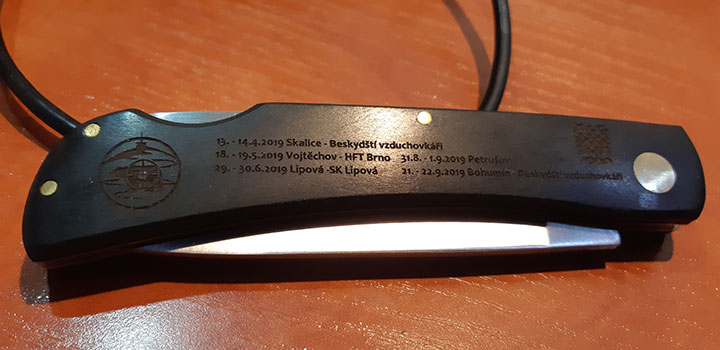 13. - 14.4.2019 Skalice - Beskydští vzduchovkáři
18. - 19.5.2019 Vojtěchov - HFT Brno
29. - 30.6.2019 Lipová -SK Lipová
31.8. - 1.9.2019 Petrušov
21. - 22.9.2019 Bohumín - Beskydští vzduchovkáři